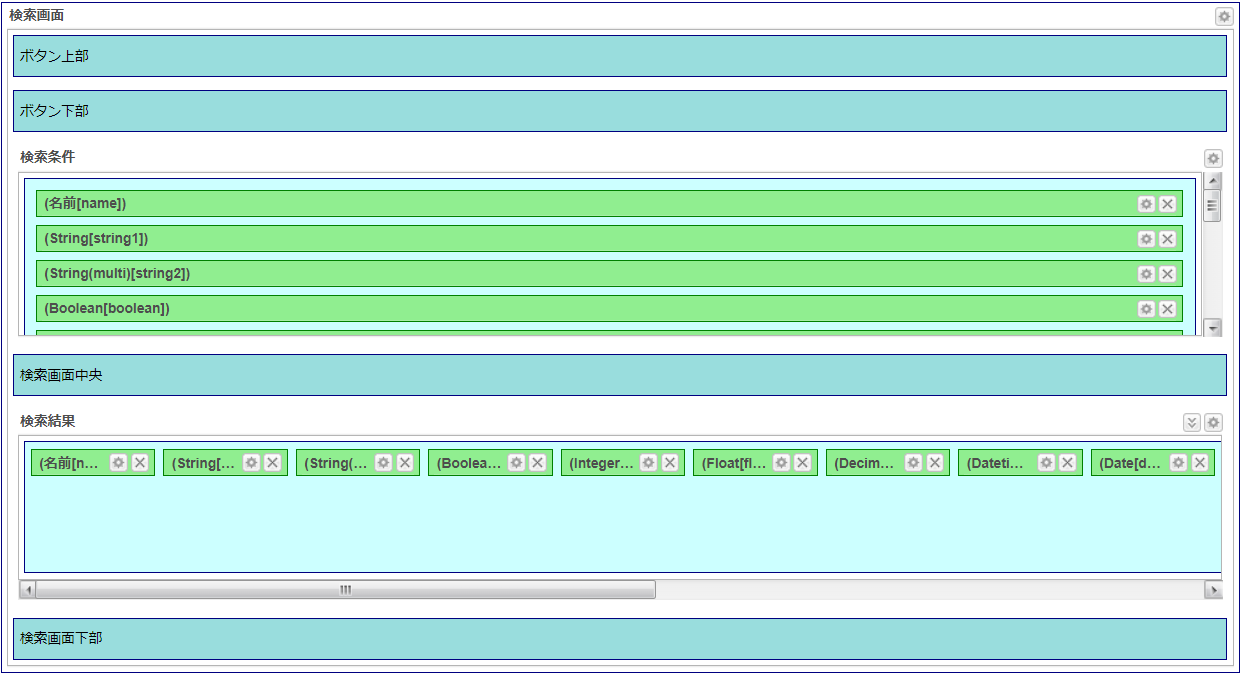 検索画面
ボタン上部
ボタン下部
検索条件
(名前[name])
(String[string1])
(String(multi)[string2])
(Boolean[boolean])
検索画面中央
検索結果
(名前[n... (String[... (String(... (Boolea... (Integer... (Float[fl... (Decim... (Dateti... (Date[d...
検索画面下部